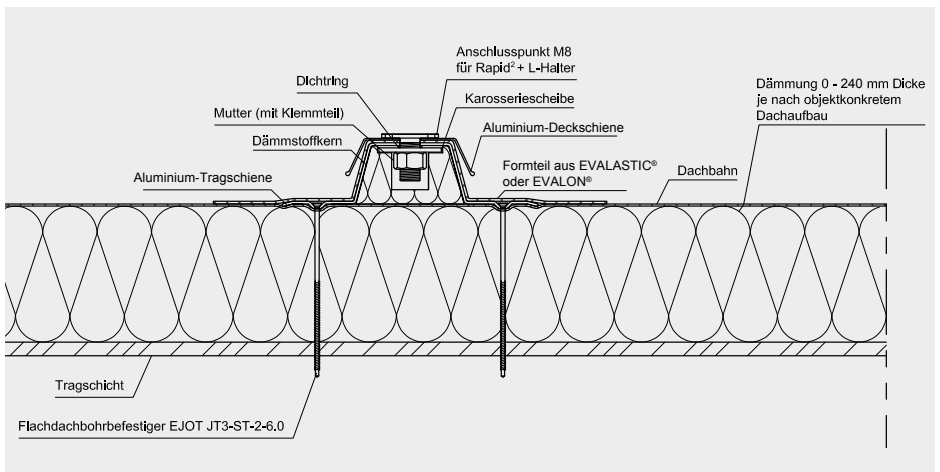 Anschlusspunkt M8
für Rapid² + L-Halter
Dichtring
Karosseriescheibe
Dämmung 0 - 240 mm Dicke
je nach objektkonkretem
Dachaufbau
Mutter (mit Klemmteil)
Aluminium-Deckschiene
Dämmstoffkern
Formteil aus EVALASTIC®
oder EVALON®
Dachbahn
Aluminium-Tragschiene
Tragschicht
Flachdachbohrbefestiger EJOT JT3-ST-2-6.0